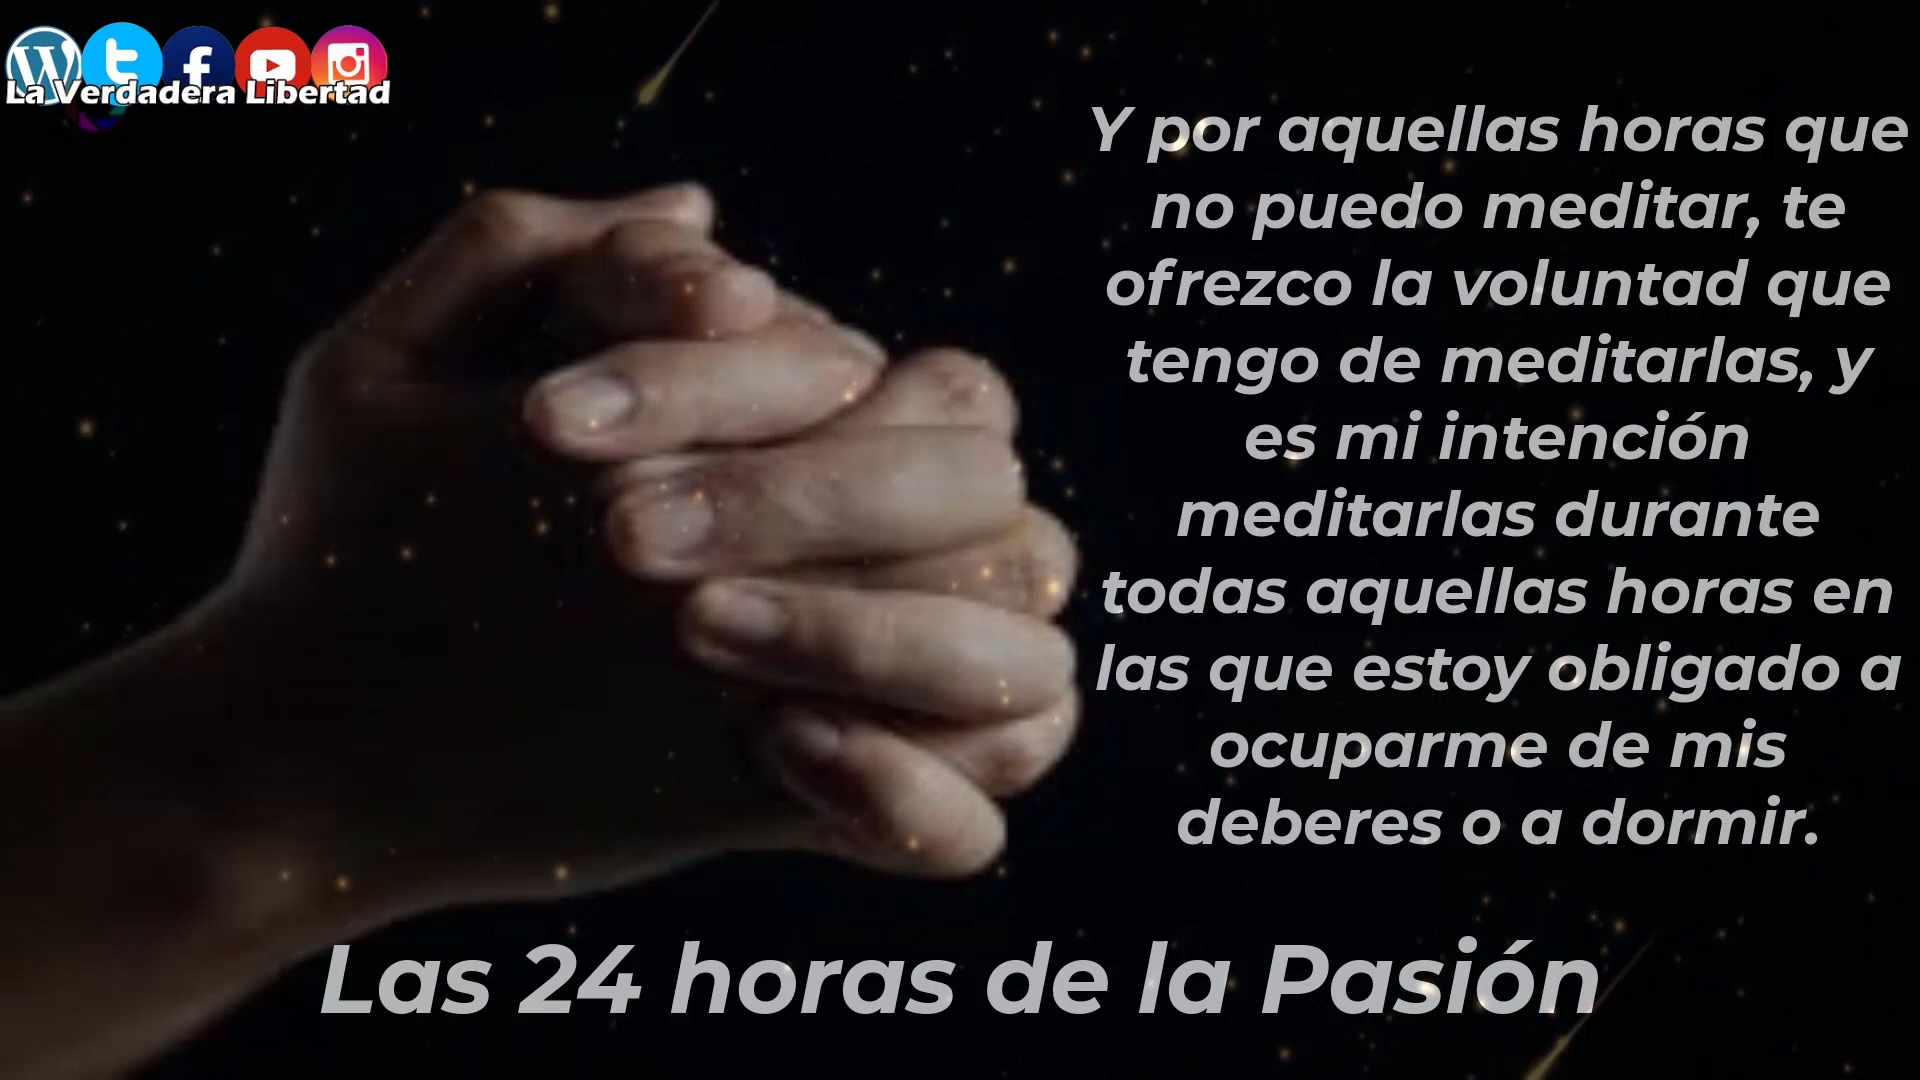 La Verdadera Libertad
Y por aquellas horas que
no puedo meditar, te
ofrezco la voluntad que
tengo de meditarlas, y
es mi intención
meditarlas durante
todas aquellas horas en
las que estoy obligado a
ocuparme de mis
deberes o a dormir.
Las 24 horas de la Pasión